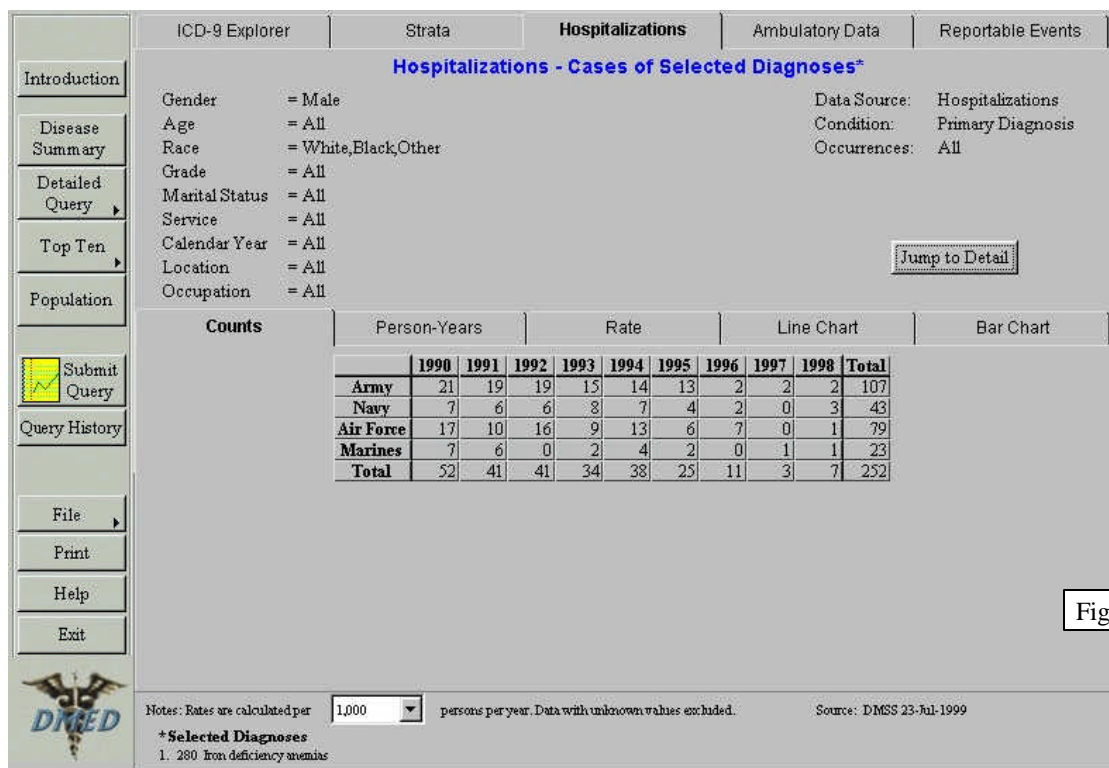 ICD-9 Explorer Strata Hospitalizations Ambulatory Data Reportable Events
Introduction
Disease
Summary
Detailed
Query
Top Ten
Population
Submit
Query
Query History
File
Print
Help
Exit
DMED
Hospitalizations - Cases of Selected Diagnoses*
Gender = Male
Age = All
Race = White,Black,Other
Grade = All
Marital Status = All
Service = All
Calendar Year = All
Location = All
Occupation = All
Data Source: Hospitalizations
Condition: Primary Diagnosis
Occurrences: All
Jump to Detail
Counts Person-Years Rate Line Chart Bar Chart
1990 1991 1992 1993 1994 1995 1996 1997 1998 Total
Army 21 19 19 15 14 13 2 2 2 107
Navy 7 6 6 8 7 4 2 0 3 43
Air Force 17 10 16 9 13 6 7 0 1 79
Marines 7 6 0 2 4 2 0 1 1 23
Total 52 41 41 34 38 25 11 3 7 252
Fig
Notes: Rates are calculated per 1,000 persons per year. Data with unknown values excluded. Source: DMSS 23-Jul-1999
*Selected Diagnoses
1. 280 Iron deficiency anemias